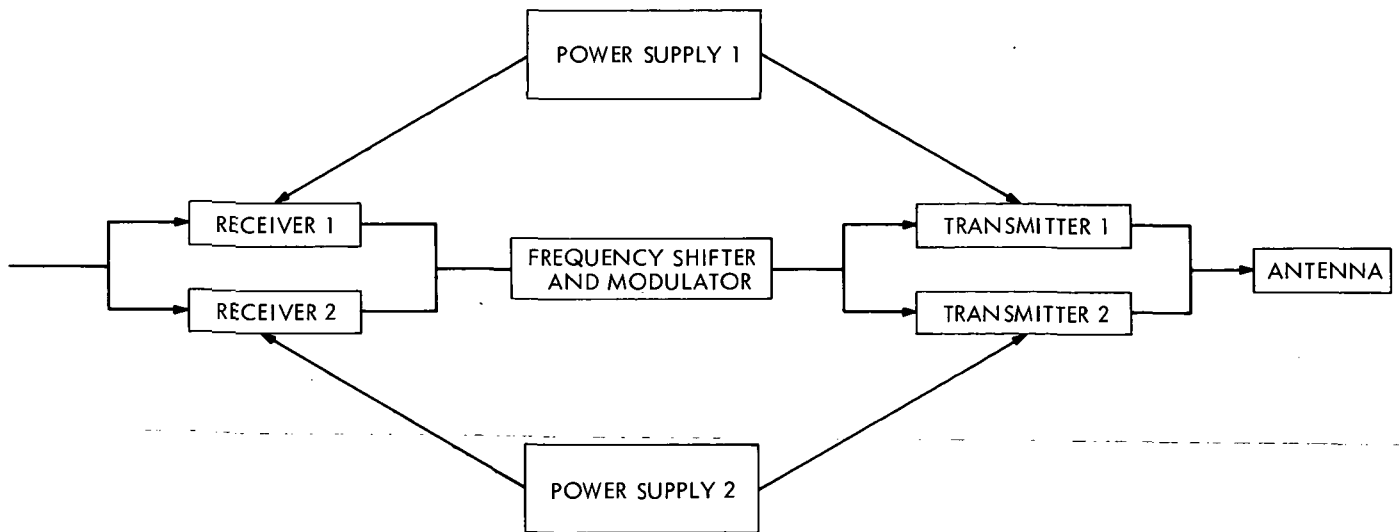 POWER SUPPLY 1
RECEIVER 1
TRANSMITTER 1
FREQUENCY SHIFTER
AND MODULATOR
ANTENNA
RECEIVER 2
TRANSMITTER 2
POWER SUPPLY 2